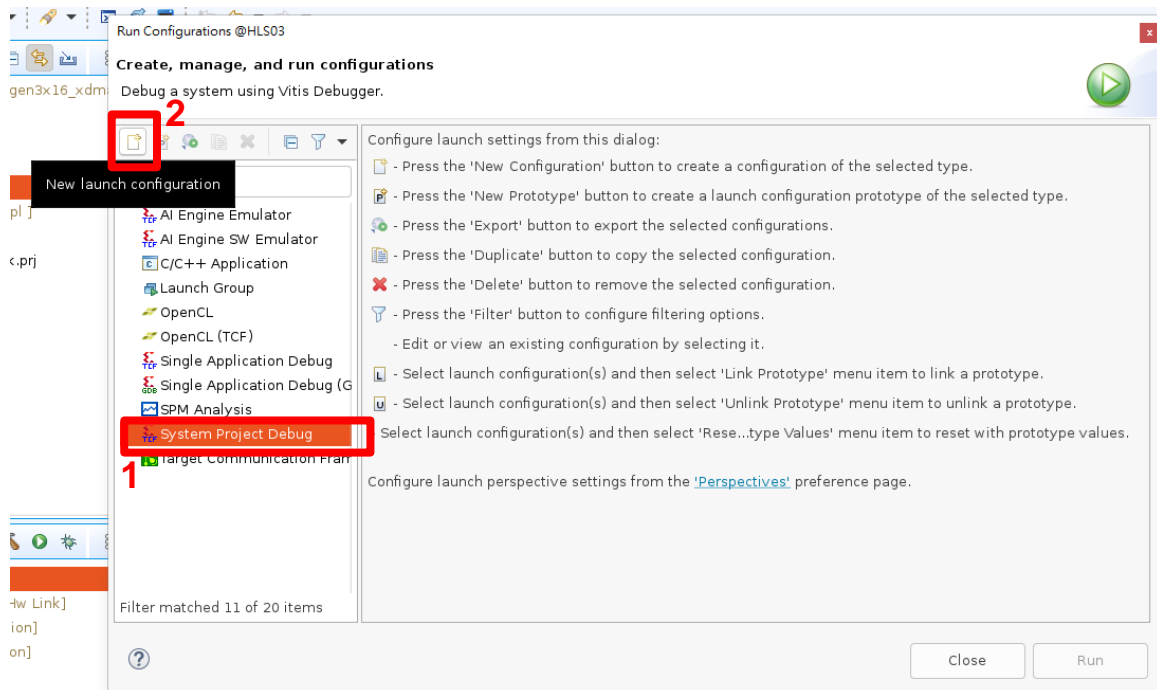 Run Configurations @HLS03
x
Create, manage, and run configurations
Debug a system using Vitis Debugger.
gen3x16_xdm
2
New launch configuration
pl ]
.prj
AI Engine Emulator
AI Engine SW Emulator
C/C++ Application
Launch Group
OpenCL
OpenCL (TCF)
Single Application Debug
Single Application Debug (G
SPM Analysis
System Project Debug
Target Communication Fram
1
Filter matched 11 of 20 items
Configure launch settings from this dialog:
- Press the 'New Configuration' button to create a configuration of the selected type.
- Press the 'New Prototype' button to create a launch configuration prototype of the selected type.
- Press the 'Export' button to export the selected configurations.
- Press the 'Duplicate' button to copy the selected configuration.
- Press the 'Delete' button to remove the selected configuration.
- Press the 'Filter' button to configure filtering options.
- Edit or view an existing configuration by selecting it.
L - Select launch configuration(s) and then select 'Link Prototype' menu item to link a prototype.
U - Select launch configuration(s) and then select 'Unlink Prototype' menu item to unlink a prototype.
Select launch configuration(s) and then select 'Rese...type Values' menu item to reset with prototype values.
Configure launch perspective settings from the 'Perspectives' preference page.
Hw Link]
ion]
on]
?
Close
Run